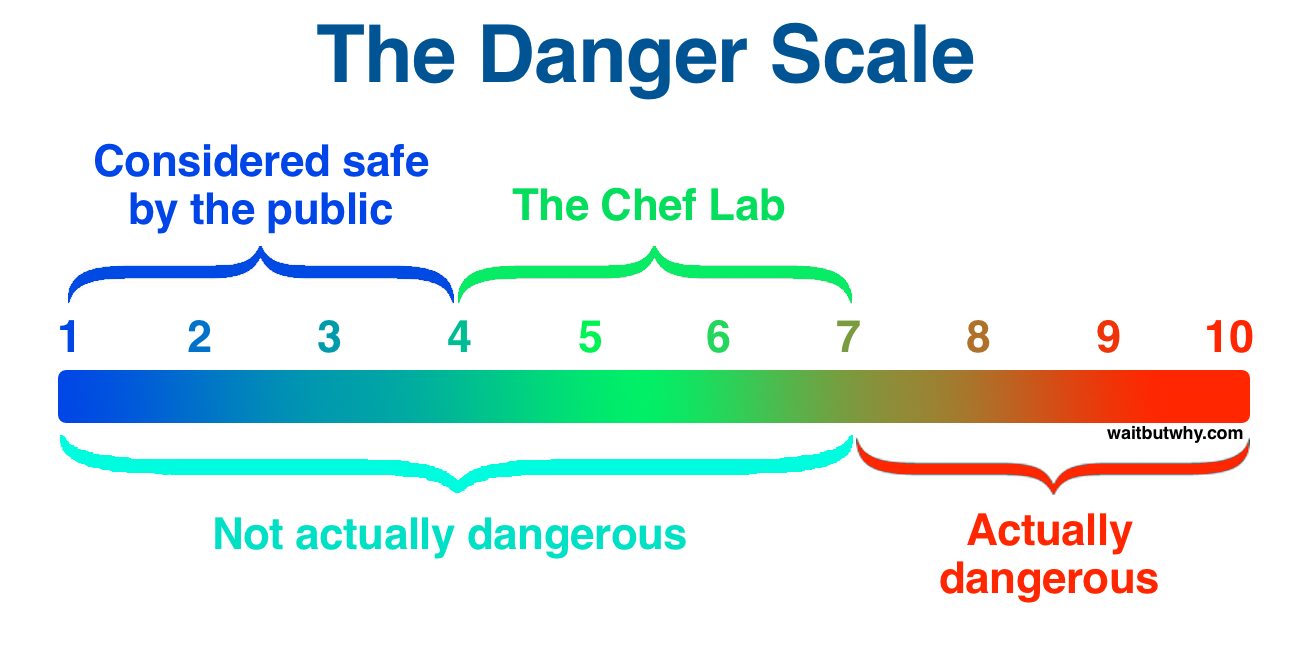 The Danger Scale
Considered safe
by the public
The Chef Lab
1 2 3 4 5 6 7 8 9 10
waitbutwhy.com
Not actually dangerous
Actually
dangerous